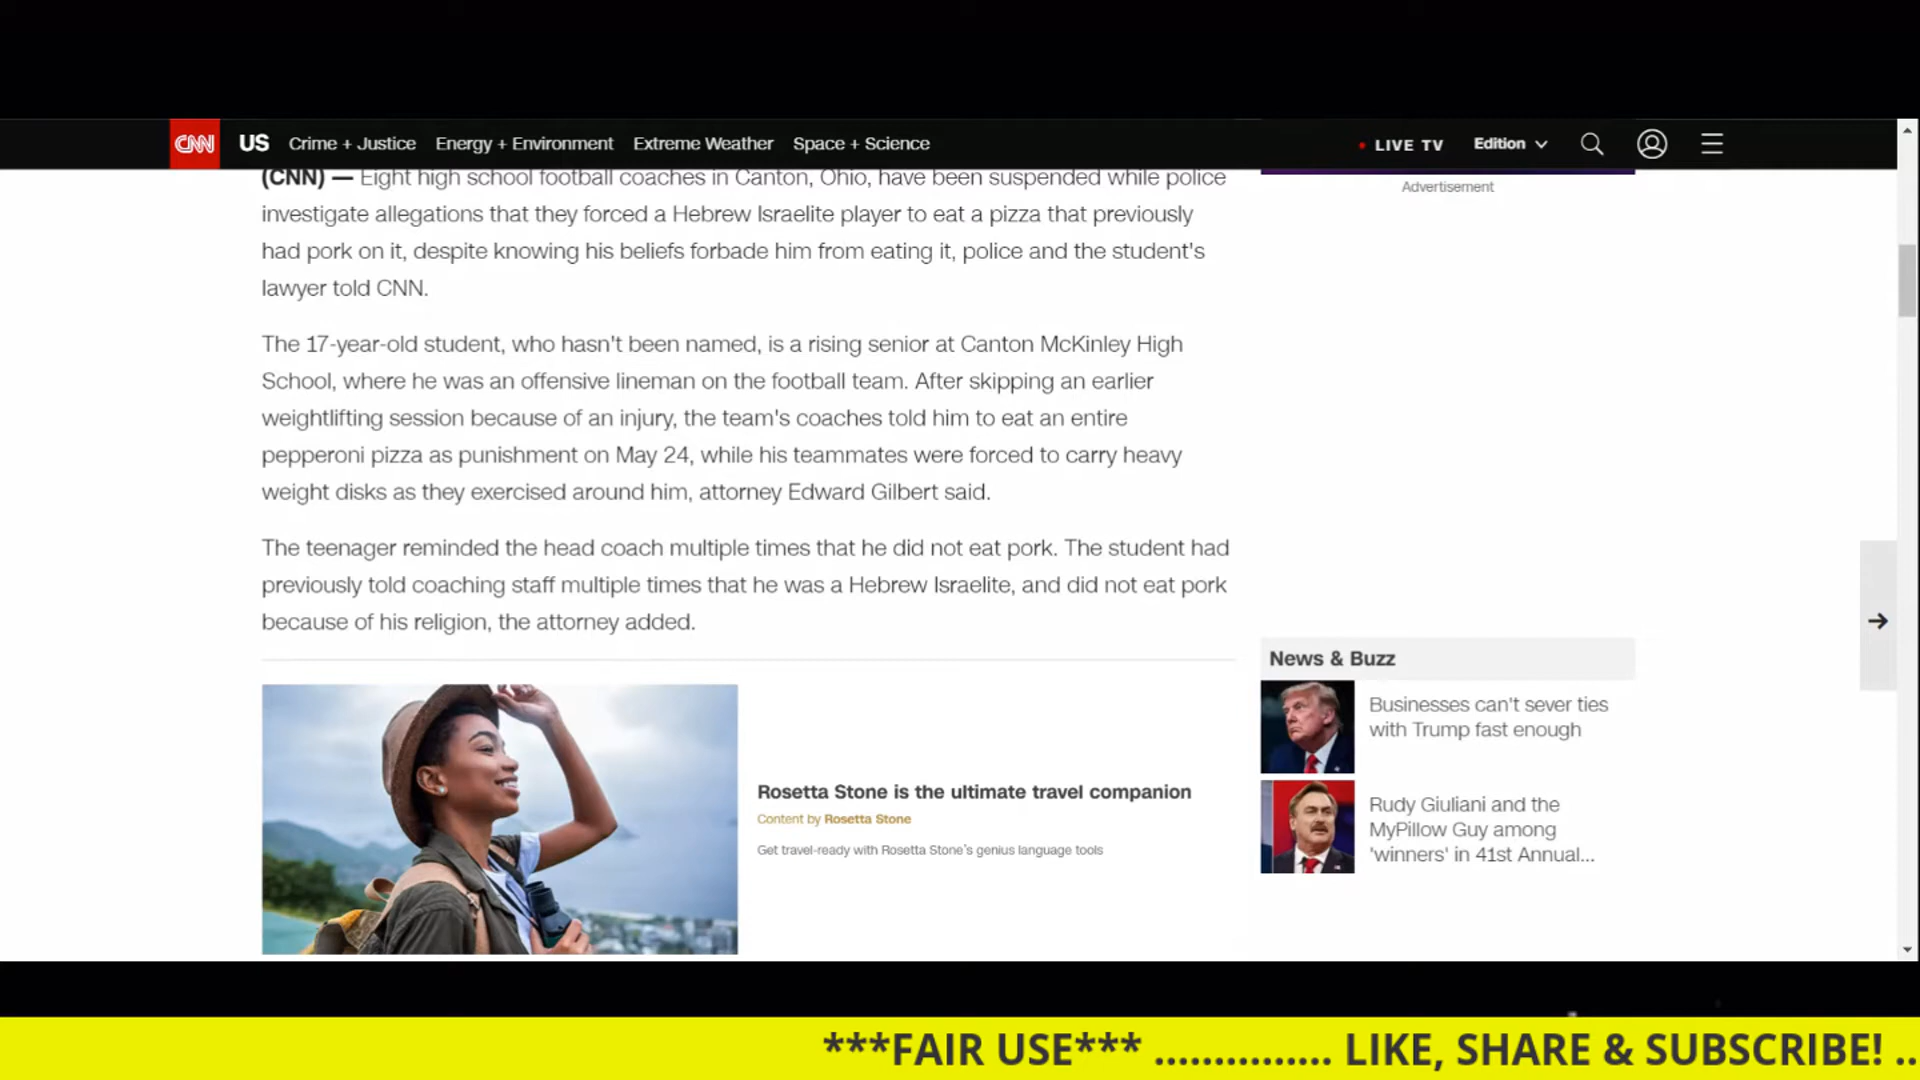 CNN US Crime + Justice Energy + Environment Extreme Weather Space + Science LIVE TV Edition
(CNN) — Eight high school football coaches in Canton, Ohio, have been suspended while police
investigate allegations that they forced a Hebrew Israelite player to eat a pizza that previously
had pork on it, despite knowing his beliefs forbade him from eating it, police and the student's
lawyer told CNN.
The 17-year-old student, who hasn't been named, is a rising senior at Canton McKinley High
School, where he was an offensive lineman on the football team. After skipping an earlier
weightlifting session because of an injury, the team's coaches told him to eat an entire
pepperoni pizza as punishment on May 24, while his teammates were forced to carry heavy
weight disks as they exercised around him, attorney Edward Gilbert said.
The teenager reminded the head coach multiple times that he did not eat pork. The student had
previously told coaching staff multiple times that he was a Hebrew Israelite, and did not eat pork
because of his religion, the attorney added.
Rosetta Stone is the ultimate travel companion
Content by Rosetta Stone
Get travel-ready with Rosetta Stone's genius language tools
Advertisement
News & Buzz
Businesses can't sever ties
with Trump fast enough
Rudy Giuliani and the
MyPillow Guy among
'winners' in 41st Annual...
***FAIR USE*** ............... LIKE, SHARE & SUBSCRIBE! ..